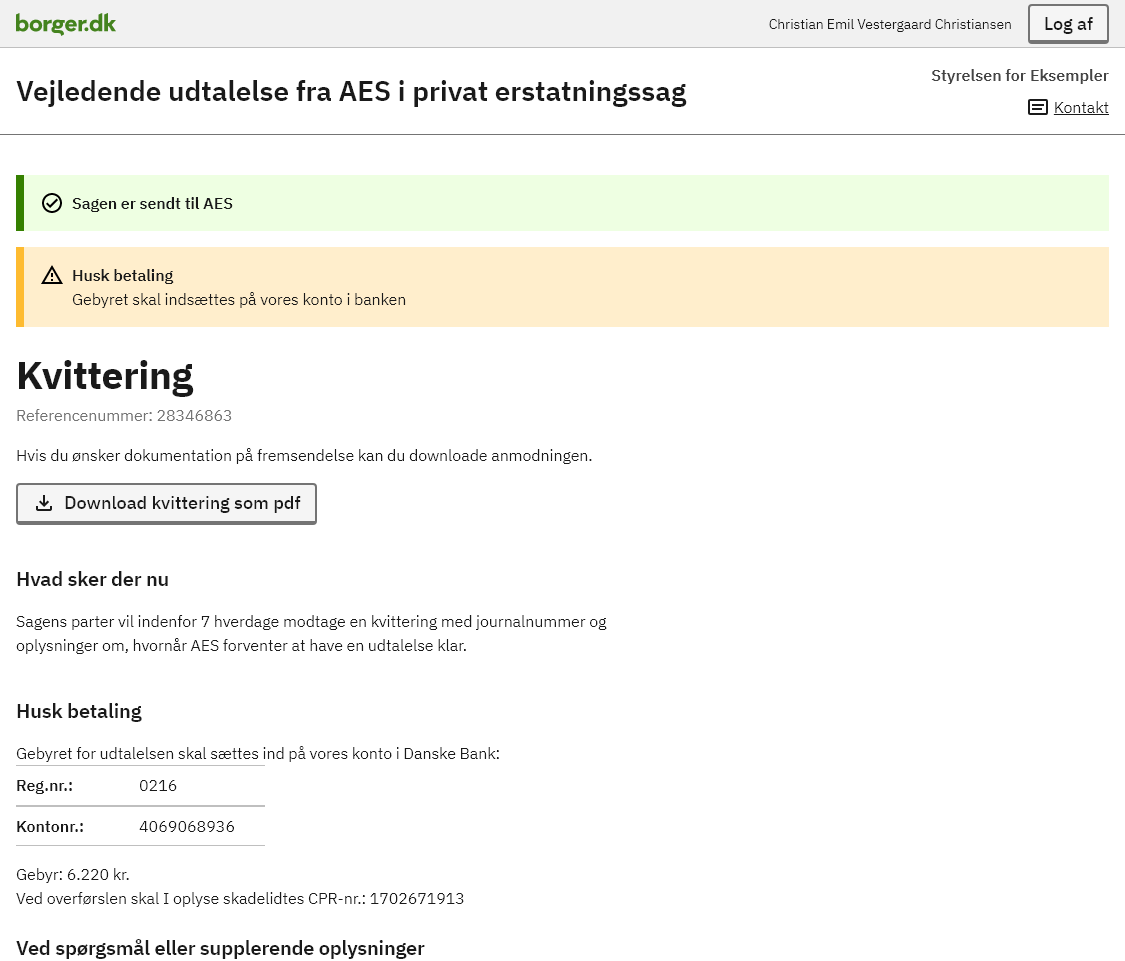 borger.dk
Christian Emil Vestergaard Christiansen
Log af
Vejledende udtalelse fra AES i privat erstatningssag
Styrelsen for Eksempler
Kontakt
Sagen er sendt til AES
Husk betaling
Gebyret skal indsættes på vores konto i banken
Kvittering
Referencenummer: 28346863
Hvis du ønsker dokumentation på fremsendelse kan du downloade anmodningen.
Download kvittering som pdf
Hvad sker der nu
Sagens parter vil indenfor 7 hverdage modtage en kvittering med journalnummer og
oplysninger om, hvornår AES forventer at have en udtalelse klar.
Husk betaling
Gebyret for udtalelsen skal sættes ind på vores konto i Danske Bank:
Reg.nr.: 0216
Kontonr.: 4069068936
Gebyr: 6.220 kr.
Ved overførslen skal I oplyse skadelidtes CPR-nr.: 1702671913
Ved spørgsmål eller supplerende oplysninger